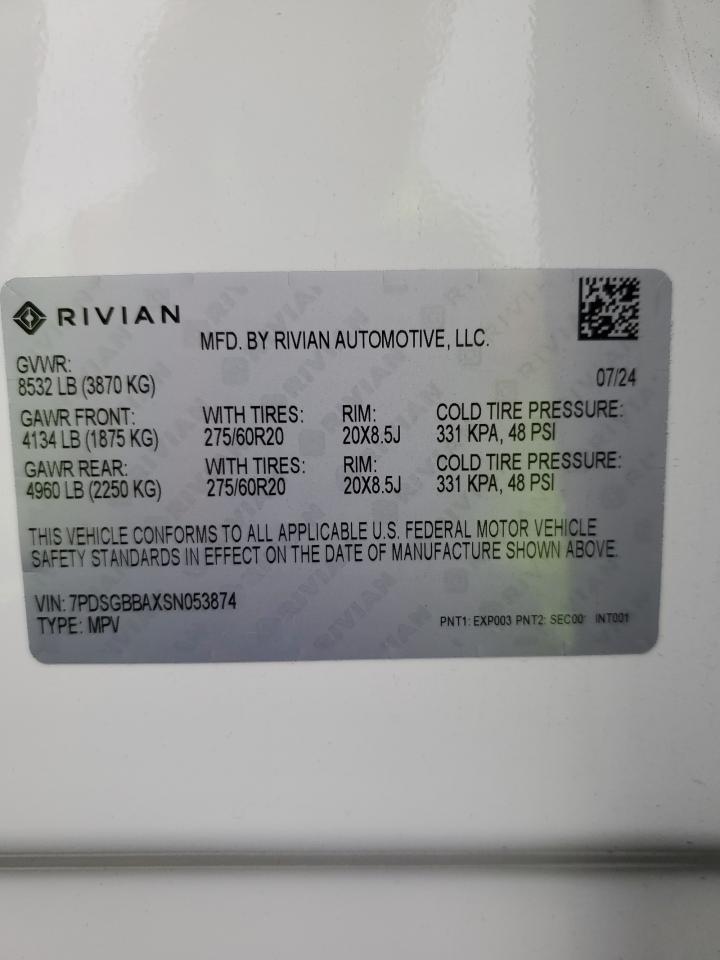 RIVIAN
MFD. BY RIVIAN AUTOMOTIVE, LLC.
GVWR:
8532 LB (3870 KG)
07/24
GAWR FRONT: WITH TIRES: RIM: COLD TIRE PRESSURE:
4134 LB (1875 KG) 275/60R20 20X8.5J 331 KPA, 48 PSI
GAWR REAR: WITH TIRES: RIM: COLD TIRE PRESSURE:
4960 LB (2250 KG) 275/60R20 20X8.5J 331 KPA, 48 PSI
THIS VEHICLE CONFORMS TO ALL APPLICABLE U.S. FEDERAL MOTOR VEHICLE
SAFETY STANDARDS IN EFFECT ON THE DATE OF MANUFACTURE SHOWN ABOVE.
VIN: 7PDSGBBAXSN053874
TYPE: MPV
PNT1: EXP003 PNT2: INT001